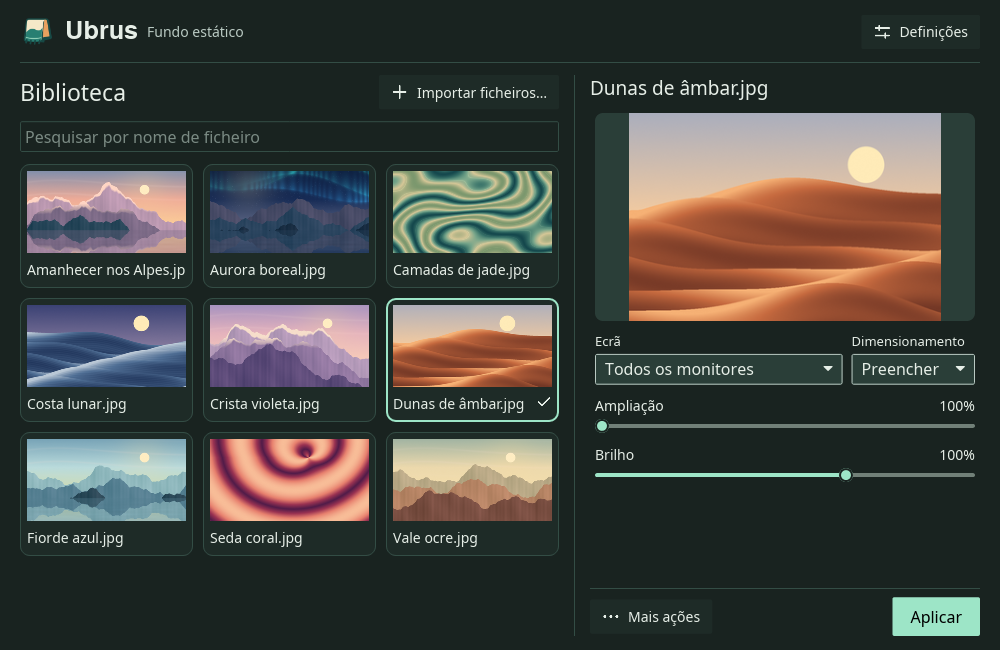 Ubrus
Fundo estático
Definições
Biblioteca
Importar ficheiros...
Pesquisar por nome de ficheiro
Amanhecer nos Alpes.jp
Aurora boreal.jpg
Camadas de jade.jpg
Costa lunar.jpg
Crista violeta.jpg
Dunas de âmbar.jpg
Fiorde azul.jpg
Seda coral.jpg
Vale ocre.jpg
Dunas de âmbar.jpg
Ecrã
Dimensionamento
Todos os monitores
Preencher
Ampliação
100%
Brilho
100%
Mais ações
Aplicar